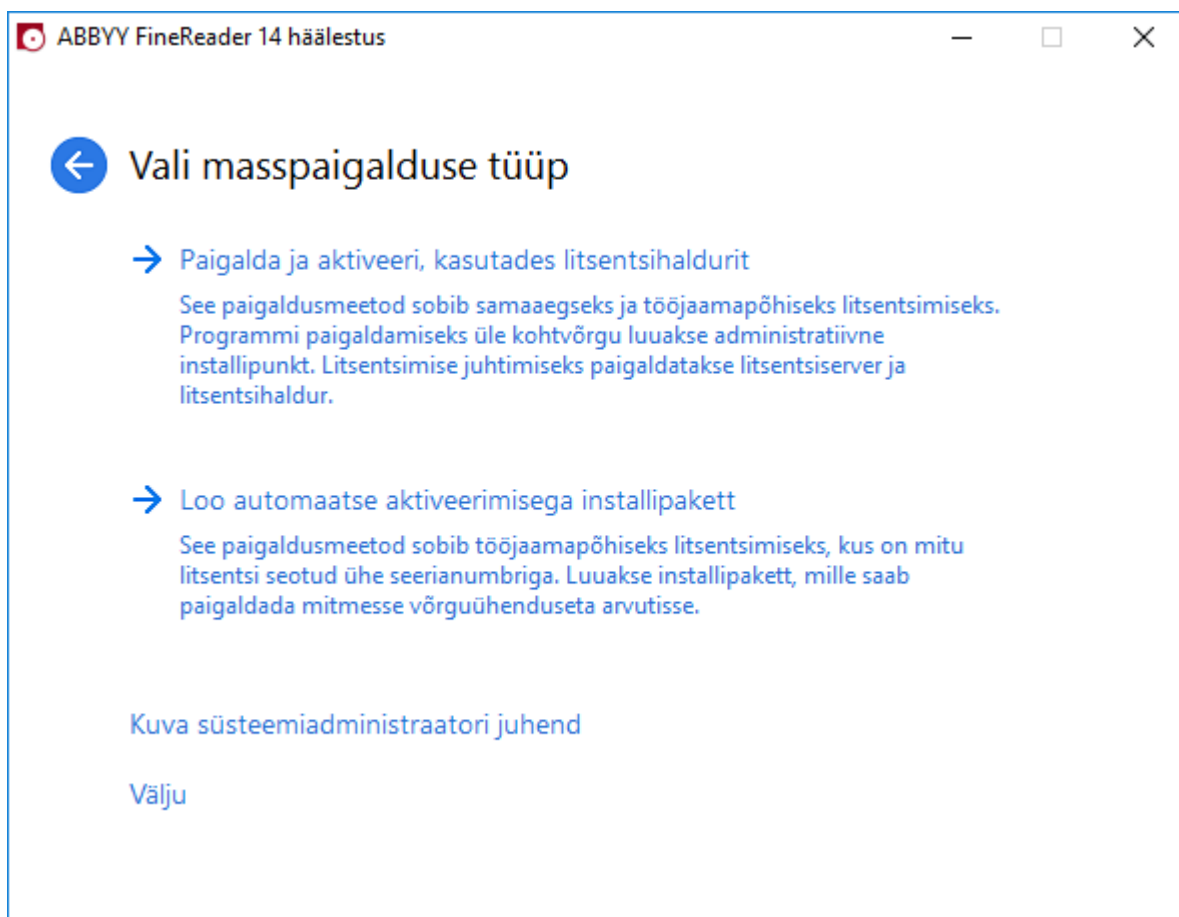 ABBYY FineReader 14 häälestus
Vali masspaigalduse tüüp
Paigalda ja aktiveeri, kasutades litsentsihaldurit
See paigaldusmeetod sobib samaaegseks ja tööjaamapõhiseks litsentsimiseks.
Programmi paigaldamiseks üle kohtvõrgu luuakse administratiivne
installipunkt. Litsentsimise juhtimiseks paigaldatakse litsentsiserver ja
litsentsihaldur.
Loo automaatse aktiveerimisega installipakett
See paigaldusmeetod sobib tööjaamapõhiseks litsentsimiseks, kus on mitu
litsentsi seotud ühe seerianumbriga. Luuakse installipakett, mille saab
paigaldada mitmesse võrguühenduseta arvutisse.
Kuva süsteemiadministraatori juhend
Välju